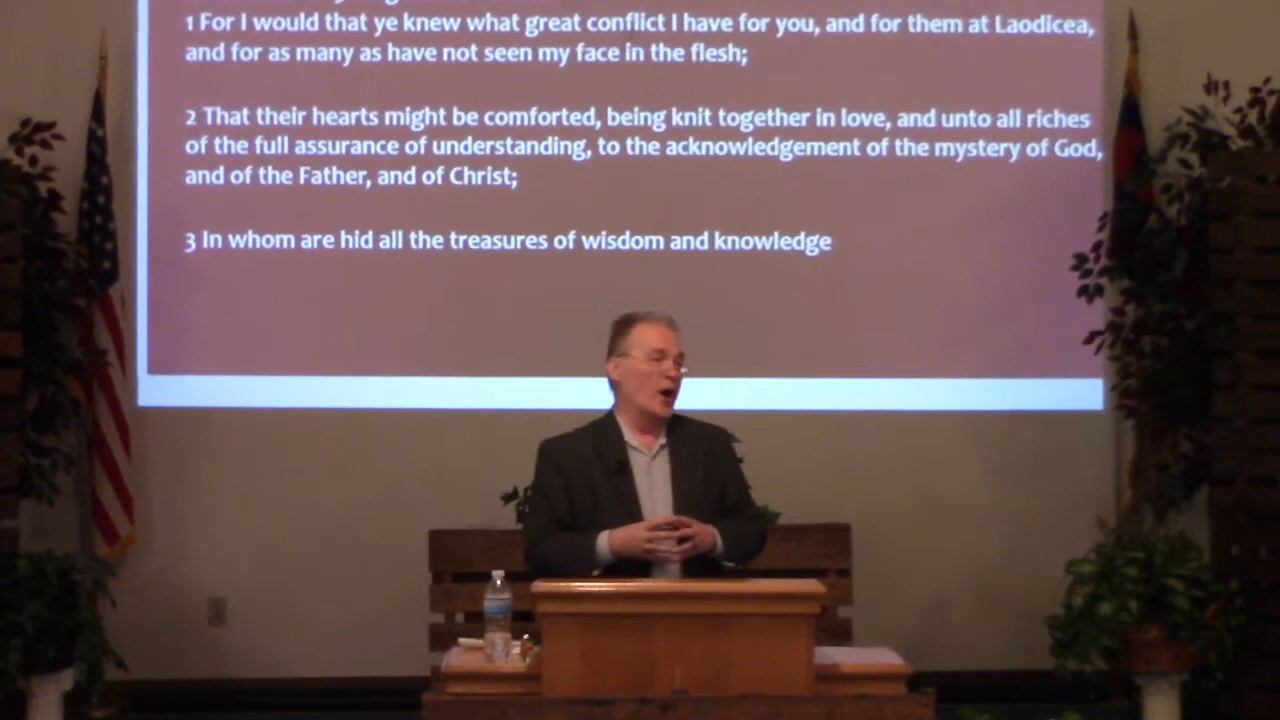 1 For I would that ye knew what great conflict I have for you, and for them at Laodicea,
and for as many as have not seen my face in the flesh;
2 That their hearts might be comforted, being knit together in love, and unto all riches
of the full assurance of understanding, to the acknowledgement of the mystery of God,
and of the Father, and of Christ;
3 In whom are hid all the treasures of wisdom and knowledge